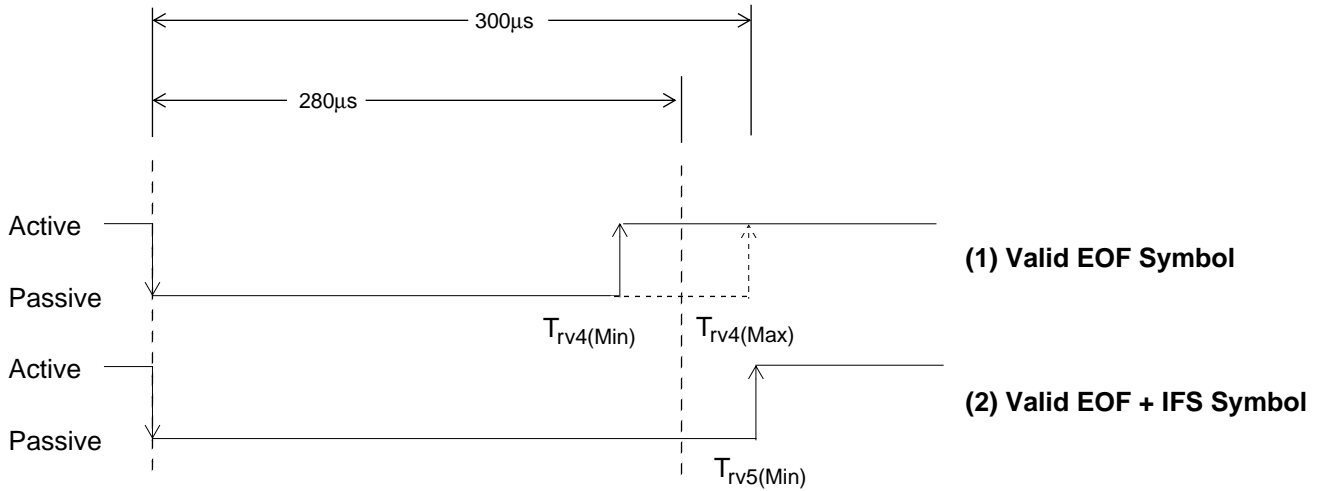 300μs
280μs
Active
(1) Valid EOF Symbol
Passive
Trv4(Min)
Trv4(Max)
Active
(2) Valid EOF + IFS Symbol
Passive
Trv5(Min)